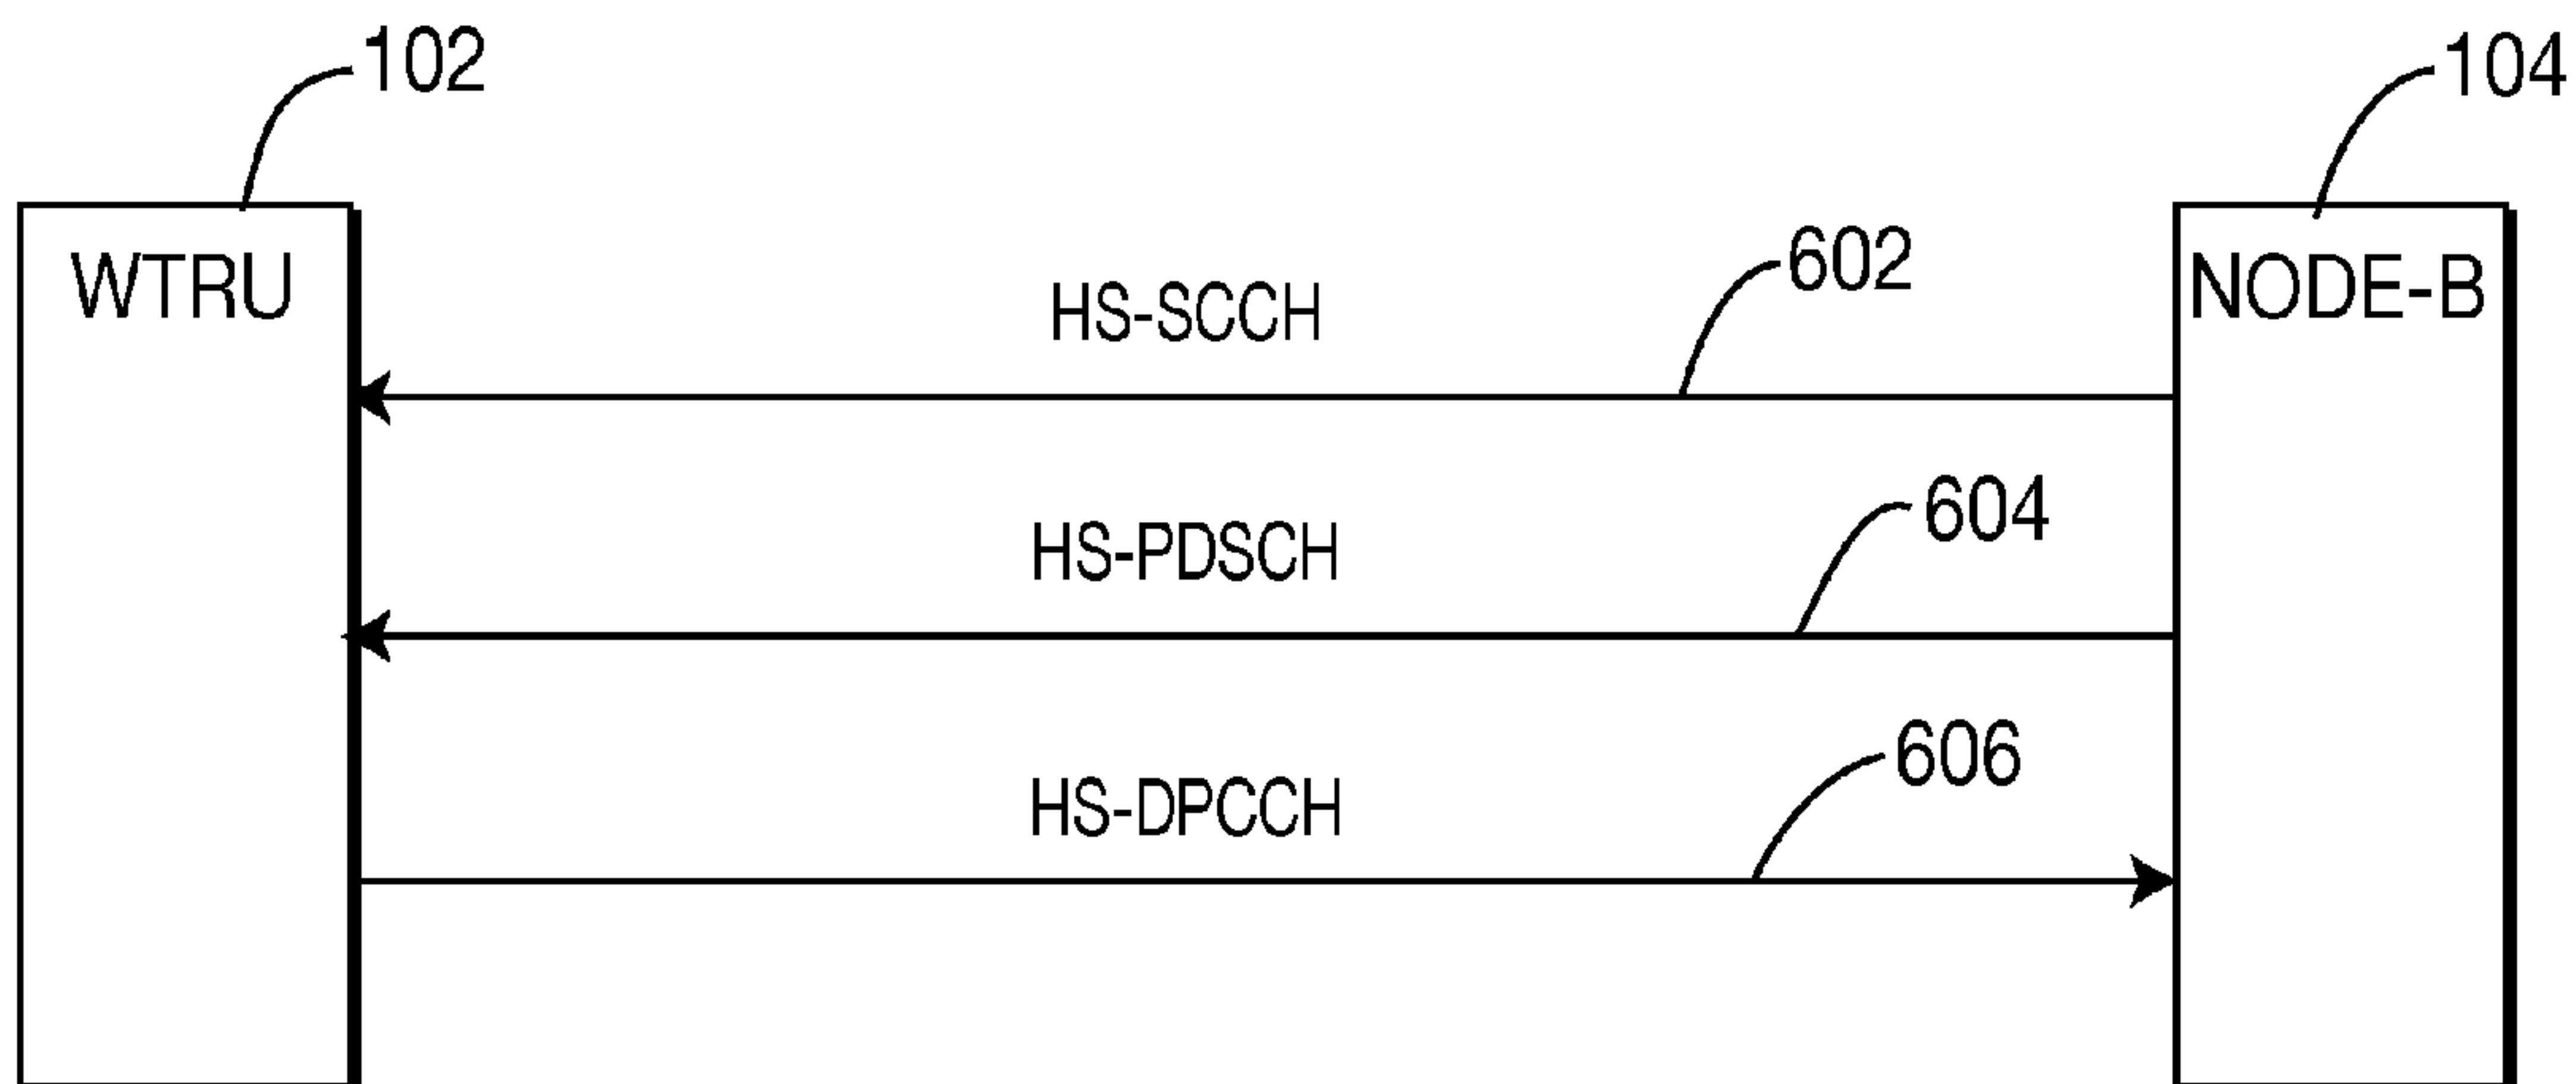 102
104
WTRU
NODE-B
602
HS-SCCH
604
HS-PDSCH
606
HS-DPCCH